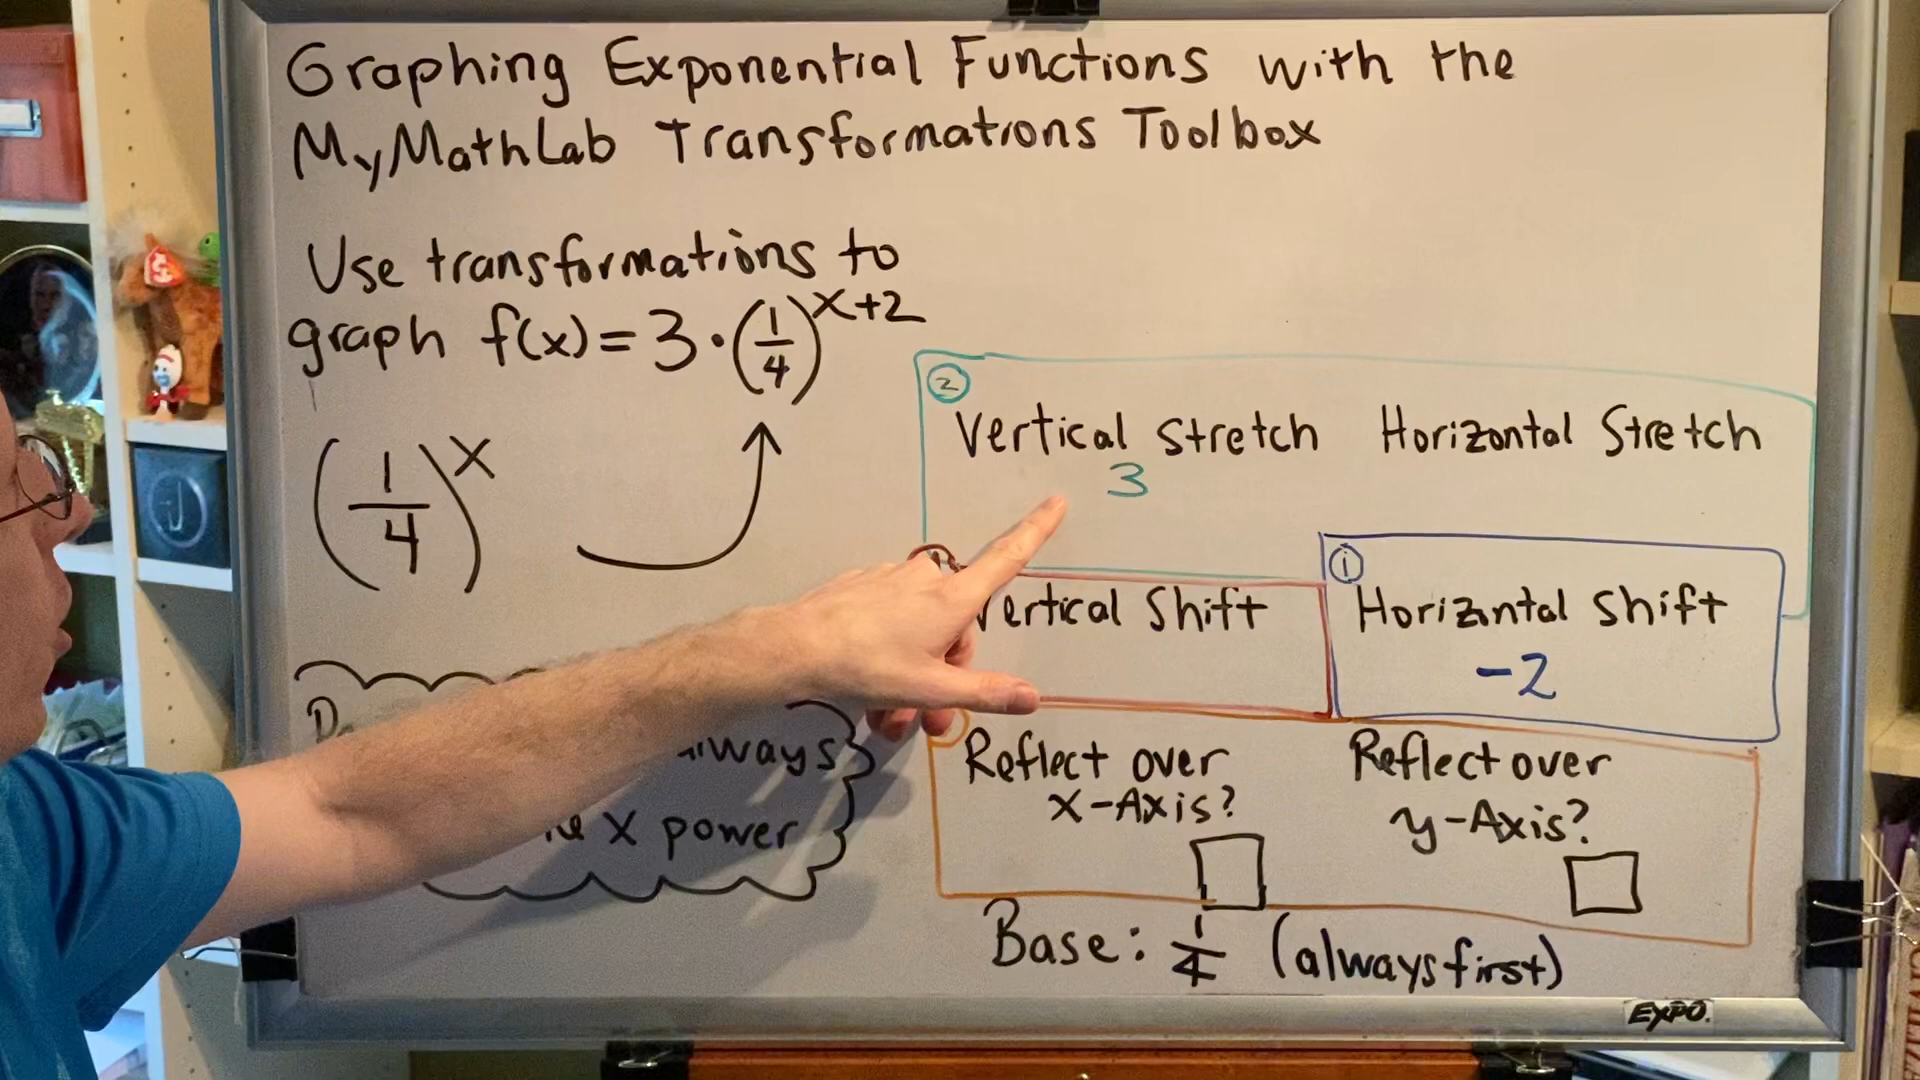 Graphing Exponential Functions with the
MyMathLab Transformations Toolbox
Use transformations to
graph f(x) = 3 · (1/4)^(x+2)
(1/4)^x
always
x power
②
Vertical Stretch Horizontal Stretch
3
①
Vertical Shift Horizontal Shift
-2
Reflect over Reflect over
x-Axis? y-Axis?
Base: 1/4 (always first)
EXPO.